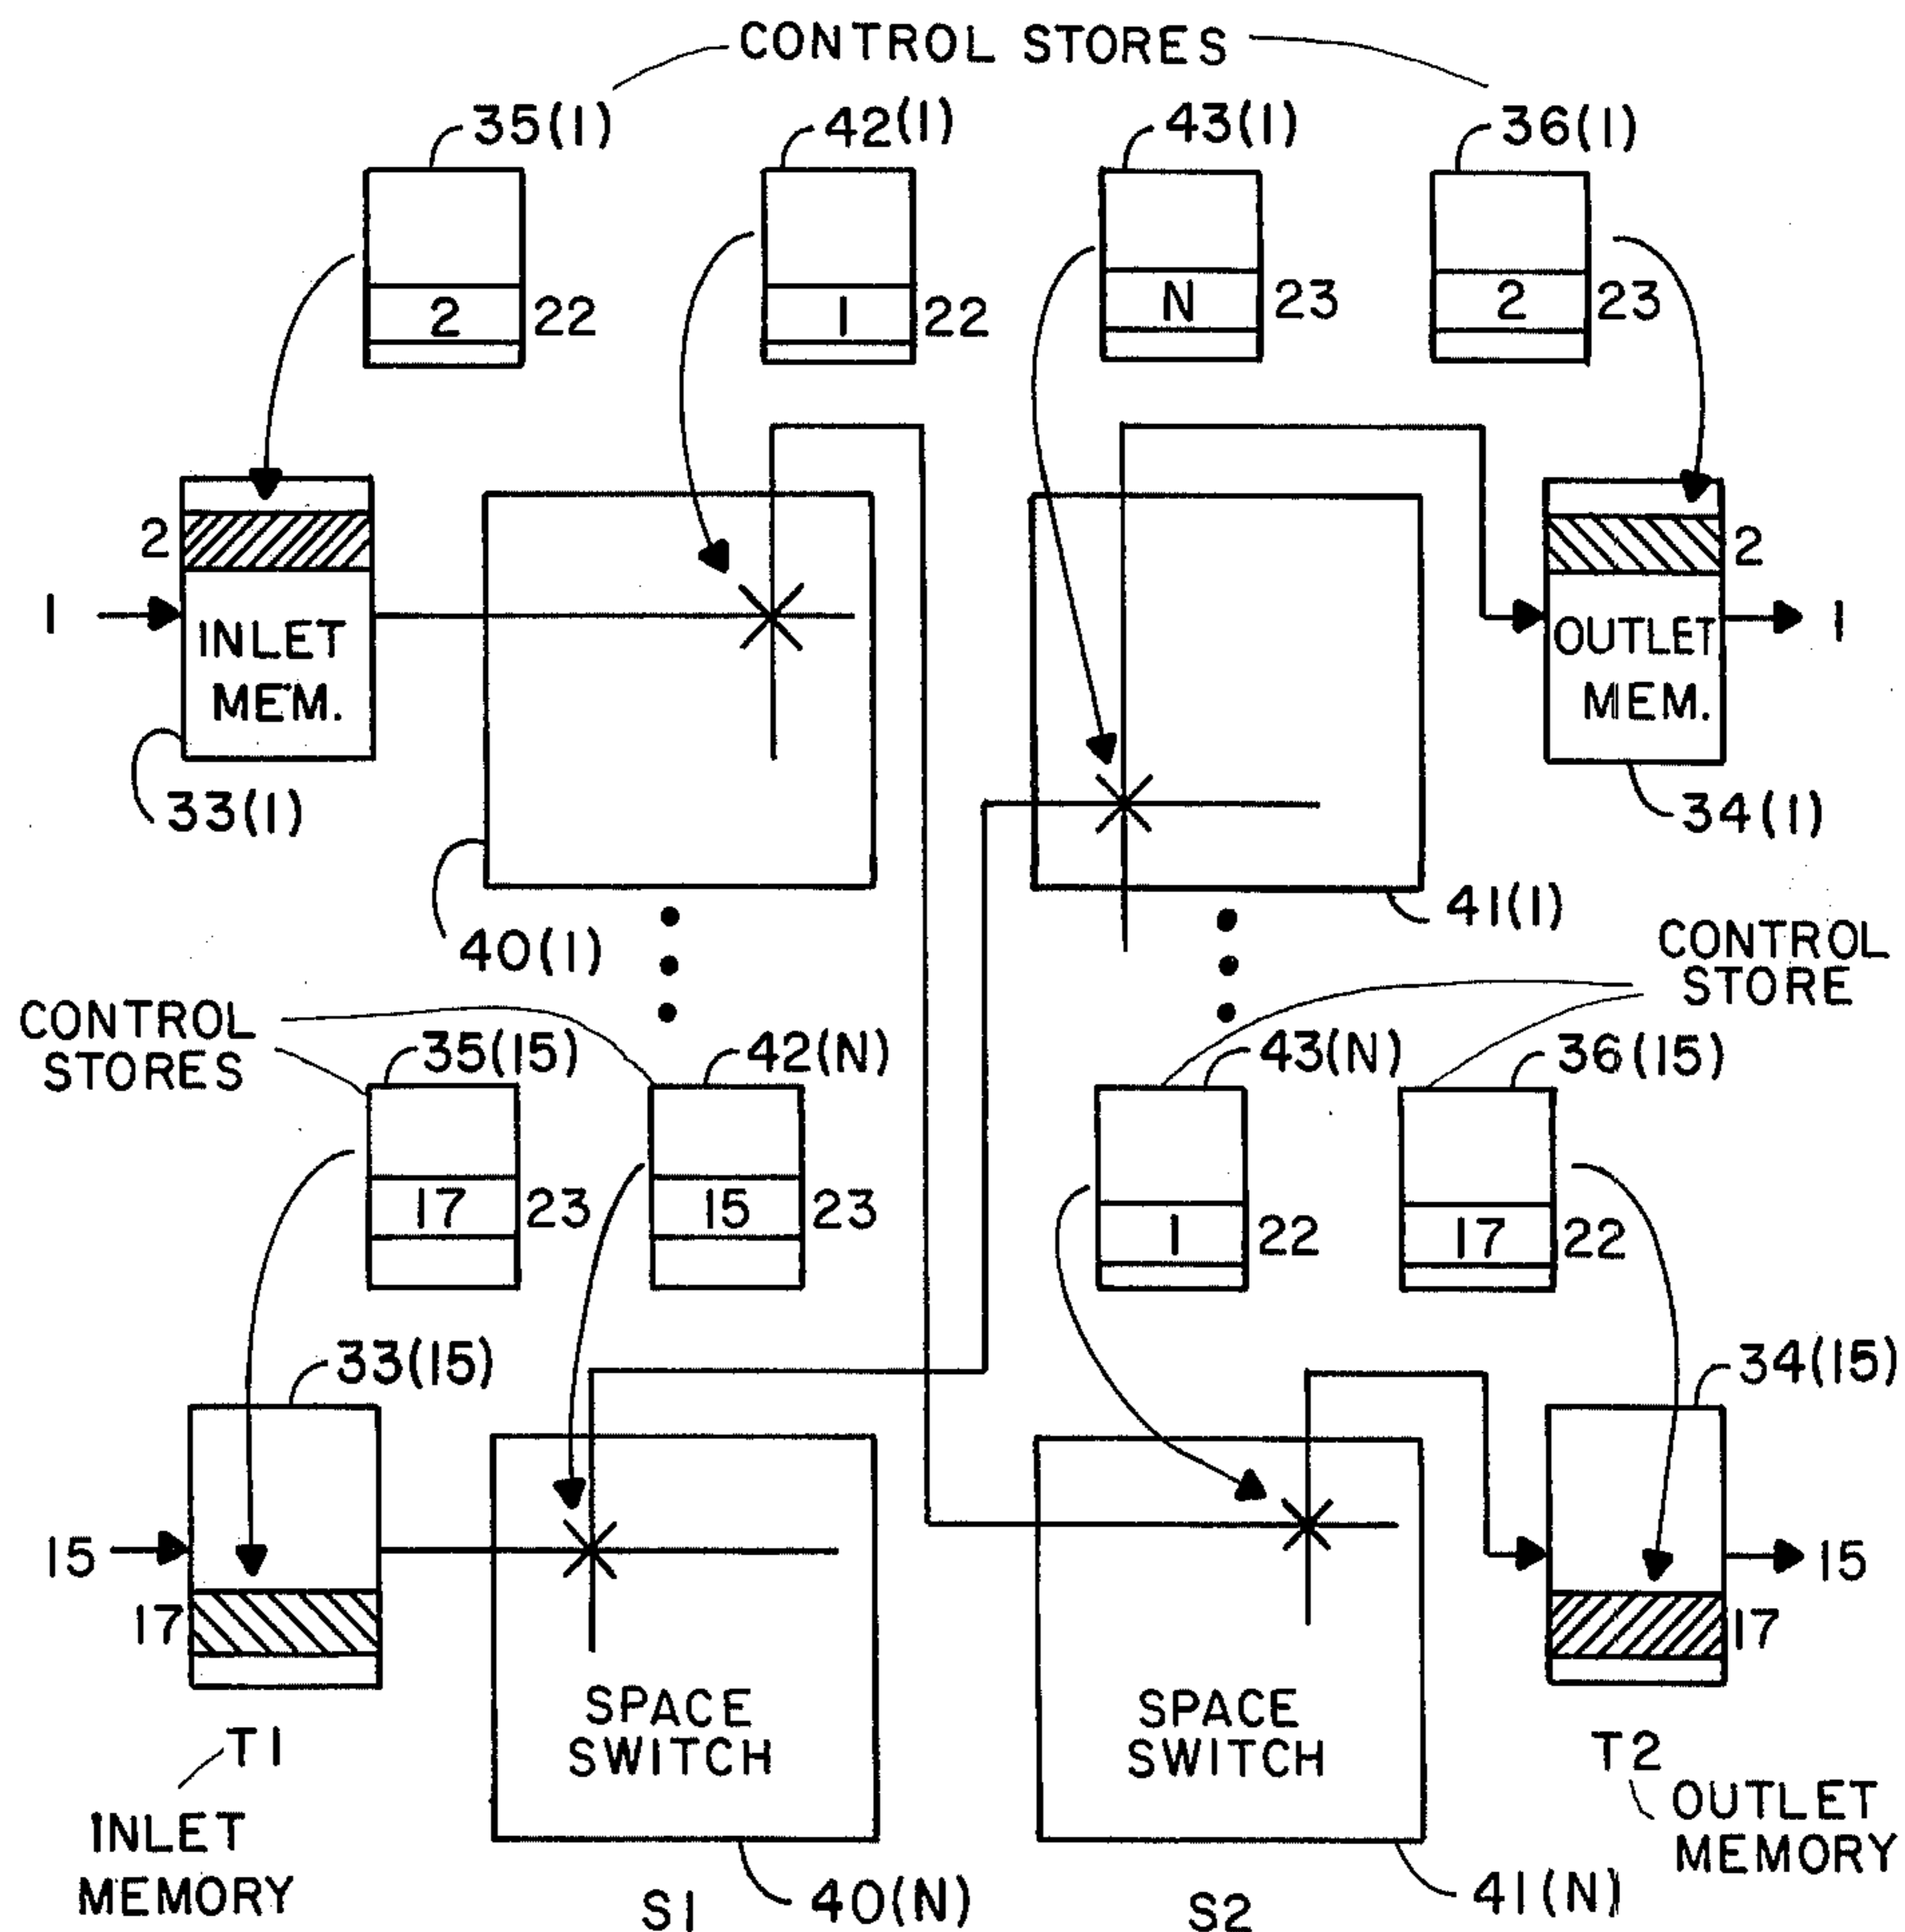 CONTROL STORES
35(1)
42(1)
43(1)
36(1)
2
22
1
22
N
23
2
23
2
2
1
INLET
MEM.
OUTLET
MEM.
1
33(1)
34(1)
40(1)
41(1)
CONTROL
STORES
CONTROL
STORE
35(15)
42(N)
43(N)
36(15)
17
23
15
23
1
22
17
22
33(15)
34(15)
15
15
17
17
SPACE
SWITCH
SPACE
SWITCH
T1
INLET
MEMORY
T2
OUTLET
MEMORY
S1
40(N)
S2
41(N)